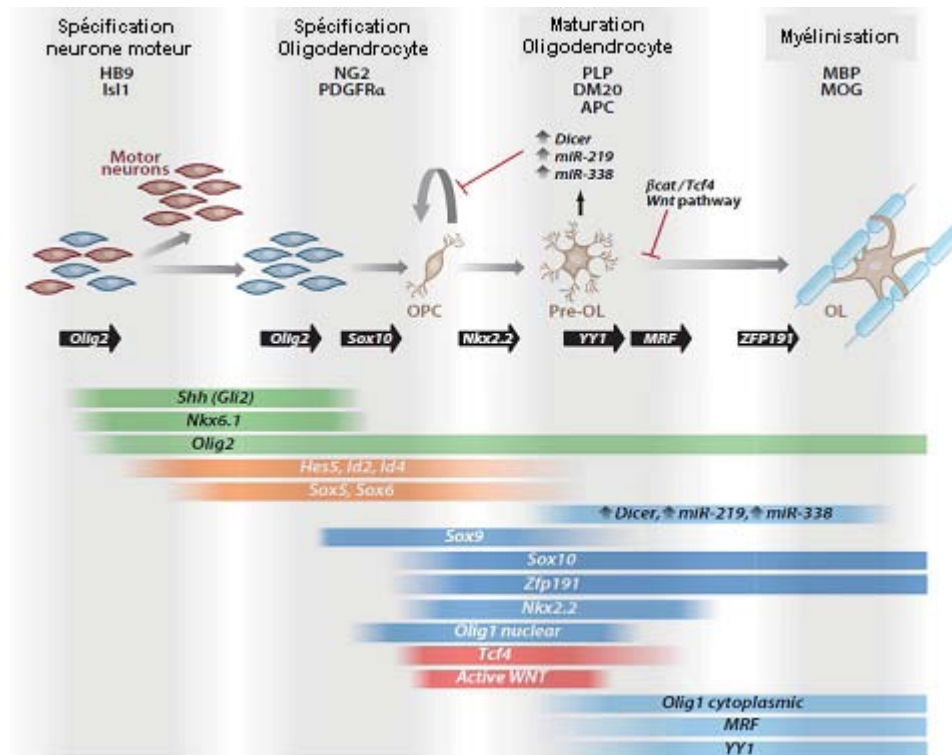 Spécification
neurone moteur
HB9
Isl1
Spécification
Oligodendrocyte
NG2
PDGFRα
Maturation
Oligodendrocyte
PLP
DM20
APC
Myélinisation
MBP
MOG
Motor
neurons
Dicer
miR-219
miR-338
βcat/Tcf4
Wnt pathway
OPC
Pre-OL
OL
Olig2
Olig2
Sox10
Nkx2.2
YY1
MRF
ZFP191
Shh (Gli2)
Nkx6.1
Olig2
Hes5, Id2, Id4
Sox5, Sox6
Dicer, miR-219, miR-338
Sox9
Sox10
Zfp191
Nkx2.2
Olig1 nuclear
Tcf4
Active WNT
Olig1 cytoplasmic
MRF
YY1